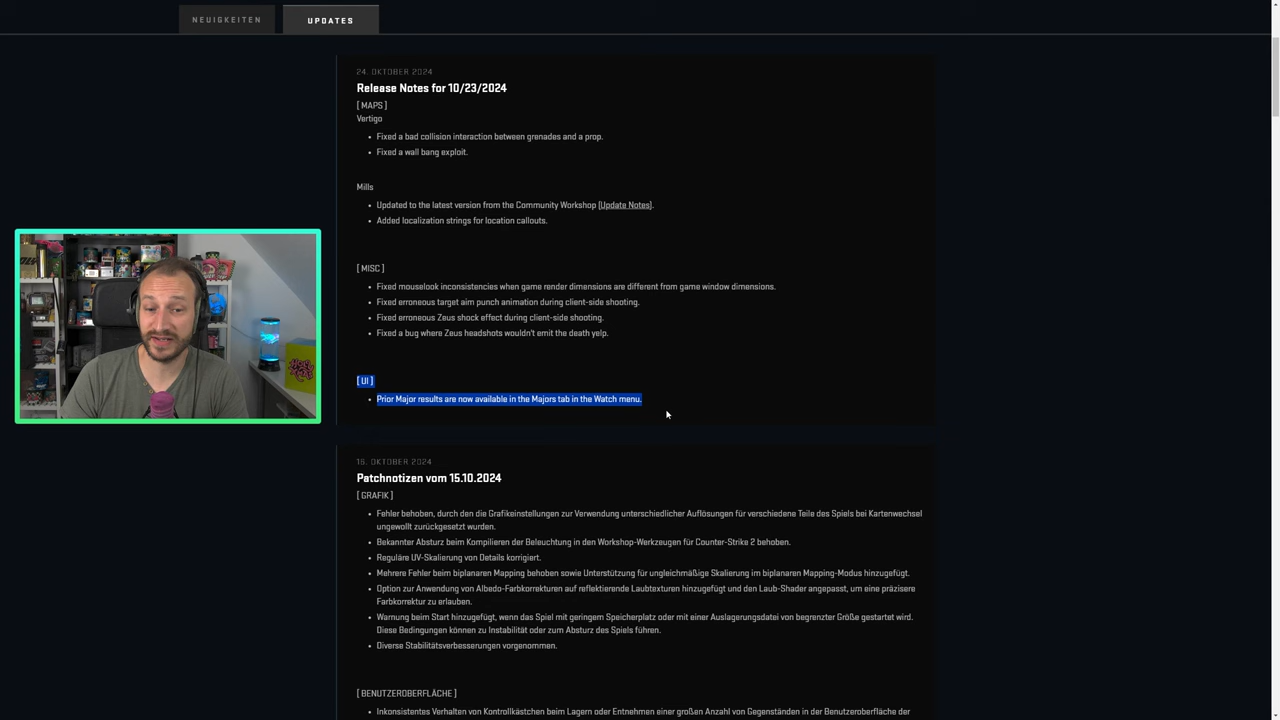 NEUIGKEITEN
UPDATES
24. OKTOBER 2024
Release Notes for 10/23/2024
[ MAPS ]
Vertigo
• Fixed a bad collision interaction between grenades and a prop.
• Fixed a wall bang exploit.
Mills
• Updated to the latest version from the Community Workshop (Update Notes).
• Added localization strings for location callouts.
[ MISC ]
• Fixed mouselook inconsistencies when game render dimensions are different from game window dimensions.
• Fixed erroneous target aim punch animation during client-side shooting.
• Fixed erroneous Zeus shock effect during client-side shooting.
• Fixed a bug where Zeus headshots wouldn't emit the death yelp.
[ UI ]
• Prior Major results are now available in the Majors tab in the Watch menu.
16. OKTOBER 2024
Patchnotizen vom 15.10.2024
[ GRAFIK ]
• Fehler behoben, durch den die Grafikeinstellungen zur Verwendung unterschiedlicher Auflösungen für verschiedene Teile des Spiels bei Kartenwechsel
ungewollt zurückgesetzt wurden.
• Bekannter Absturz beim Kompilieren der Beleuchtung in den Workshop-Werkzeugen für Counter-Strike 2 behoben.
• Reguläre UV-Skalierung von Details korrigiert.
• Mehrere Fehler beim biplanaren Mapping behoben sowie Unterstützung für ungleichmäßige Skalierung im biplanaren Mapping-Modus hinzugefügt.
• Option zur Anwendung von Albedo-Farbkorrekturen auf reflektierende Laubtexturen hinzugefügt und den Laub-Shader angepasst, um eine präzisere
Farbkorrektur zu erlauben.
• Warnung beim Start hinzugefügt, wenn das Spiel mit geringem Speicherplatz oder mit einer Auslagerungsdatei von begrenzter Größe gestartet wird.
Diese Bedingungen können zu Instabilität oder zum Absturz des Spiels führen.
• Diverse Stabilitätsverbesserungen vorgenommen.
[ BENUTZEROBERFLÄCHE ]
• Inkonsistentes Verhalten von Kontrollkästchen beim Lagern oder Entnehmen einer großen Anzahl von Gegenständen in der Benutzeroberfläche der